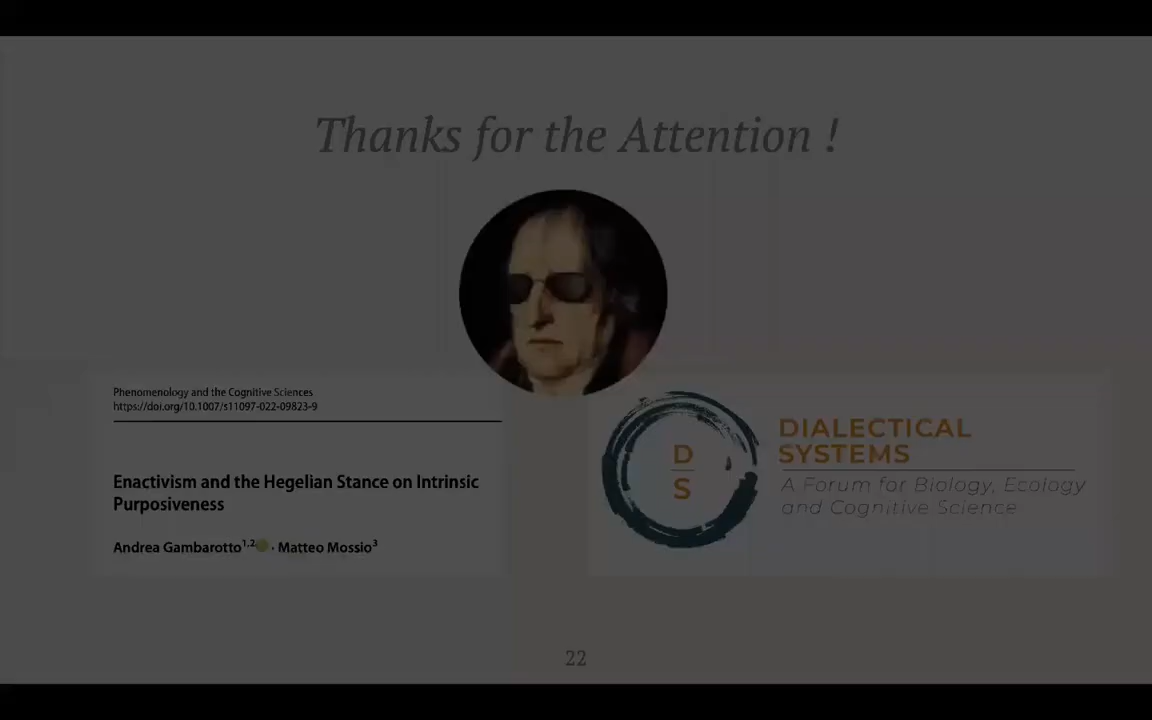 Thanks for the Attention !
Phenomenology and the Cognitive Sciences
https://doi.org/10.1007/s11097-022-09823-9
Enactivism and the Hegelian Stance on Intrinsic
Purposiveness
Andrea Gambarotto1,2 · Matteo Mossio3
D
S
DIALECTICAL
SYSTEMS
A Forum for Biology, Ecology
and Cognitive Science
22